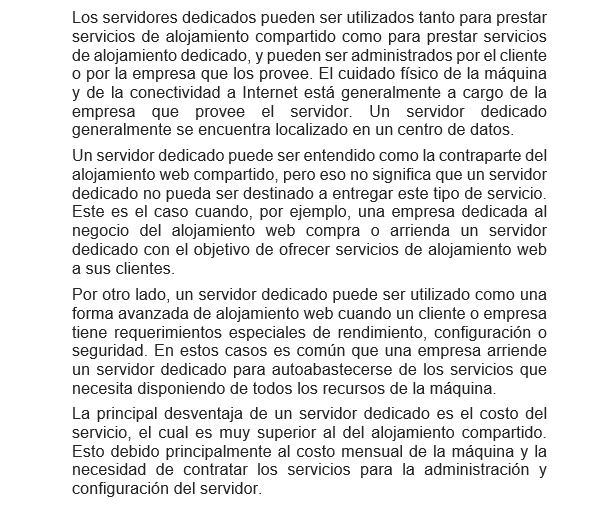 Los servidores dedicados pueden ser utilizados tanto para prestar
servicios de alojamiento compartido como para prestar servicios
de alojamiento dedicado, y pueden ser administrados por el cliente
o por la empresa que los provee. El cuidado físico de la máquina
y de la conectividad a Internet está generalmente a cargo de la
empresa que provee el servidor. Un servidor dedicado
generalmente se encuentra localizado en un centro de datos.
Un servidor dedicado puede ser entendido como la contraparte del
alojamiento web compartido, pero eso no significa que un servidor
dedicado no pueda ser destinado a entregar este tipo de servicio.
Este es el caso cuando, por ejemplo, una empresa dedicada al
negocio del alojamiento web compra o arrienda un servidor
dedicado con el objetivo de ofrecer servicios de alojamiento web
a sus clientes.
Por otro lado, un servidor dedicado puede ser utilizado como una
forma avanzada de alojamiento web cuando un cliente o empresa
tiene requerimientos especiales de rendimiento, configuración o
seguridad. En estos casos es común que una empresa arriende
un servidor dedicado para autoabastecerse de los servicios que
necesita disponiendo de todos los recursos de la máquina.
La principal desventaja de un servidor dedicado es el costo del
servicio, el cual es muy superior al del alojamiento compartido.
Esto debido principalmente al costo mensual de la máquina y la
necesidad de contratar los servicios para la administración y
configuración del servidor.